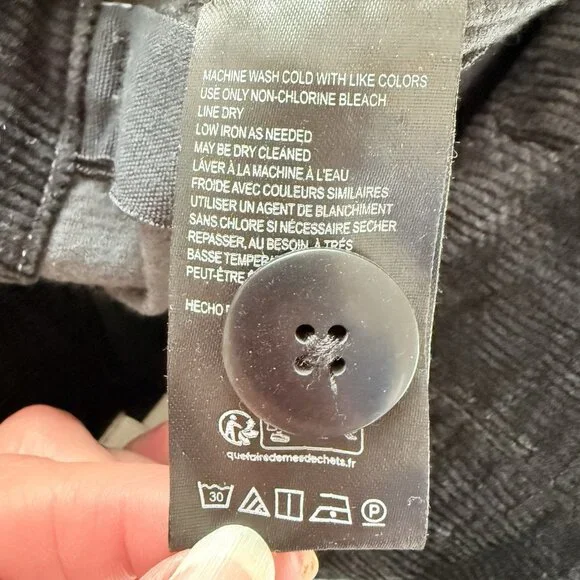 MACHINE WASH COLD WITH LIKE COLORS
USE ONLY NON-CHLORINE BLEACH
LINE DRY
LOW IRON AS NEEDED
MAY BE DRY CLEANED
LAVER À LA MACHINE À L'EAU
FROIDE AVEC COULEURS SIMILAIRES
UTILISER UN AGENT DE BLANCHIMENT
SANS CHLORE SI NÉCESSAIRE SECHER
REPASSER, AU BESOIN, À TRÈS
BASSE
PEUT-ÊTRE
HECHO
quefairedemesdechets.fr
30 P